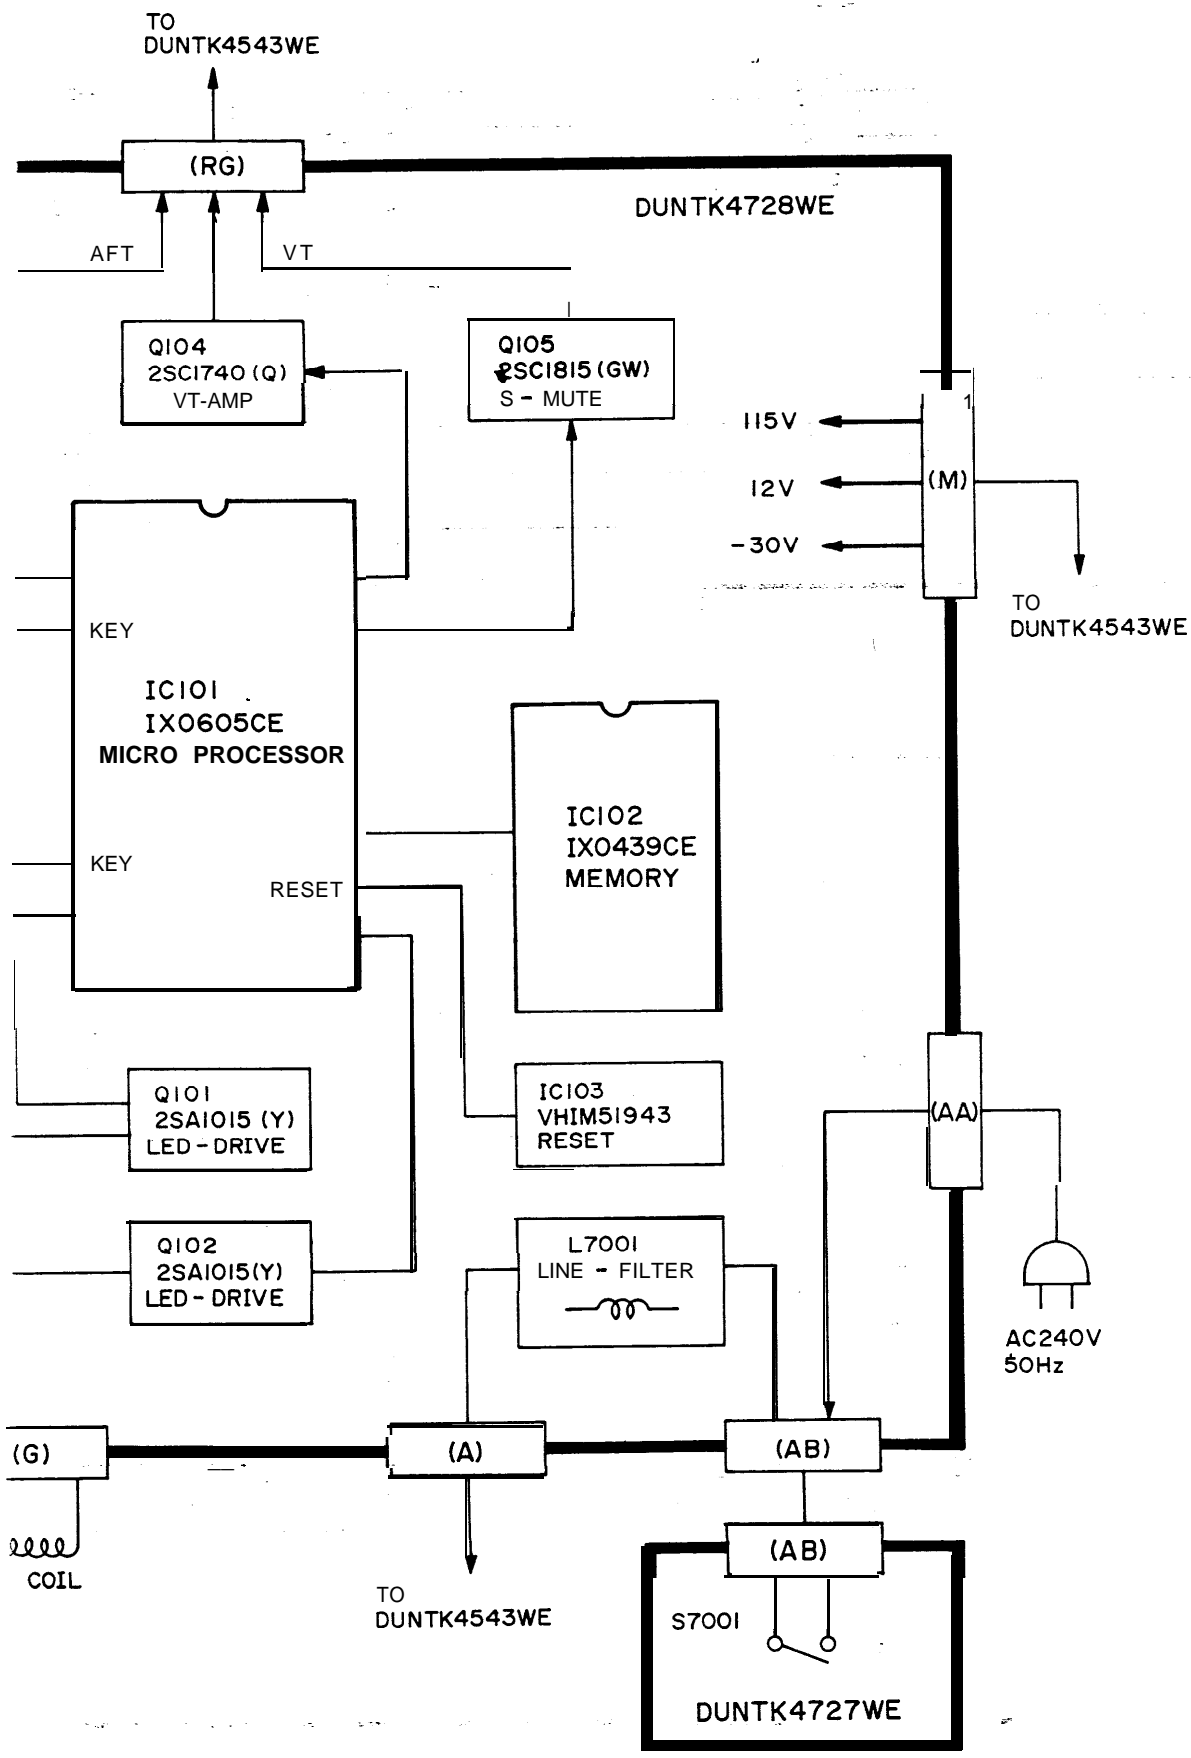 TO
DUNTK4543WE
(RG)
DUNTK4728WE
AFT
VT
Q104
2SC1740 (Q)
VT-AMP
Q105
2SC1815 (GW)
S - MUTE
1
115V
12V
-30V
(M)
TO
DUNTK4543WE
KEY
IC101
IX0605CE
MICRO PROCESSOR
KEY
RESET
IC102
IX0439CE
MEMORY
Q101
2SA1015 (Y)
LED-DRIVE
IC103
VHIM51943
RESET
(AA)
Q102
2SA1015(Y)
LED-DRIVE
L7001
LINE - FILTER
AC240V
50Hz
(G)
(A)
(AB)
COIL
TO
DUNTK4543WE
(AB)
S7001
DUNTK4727WE